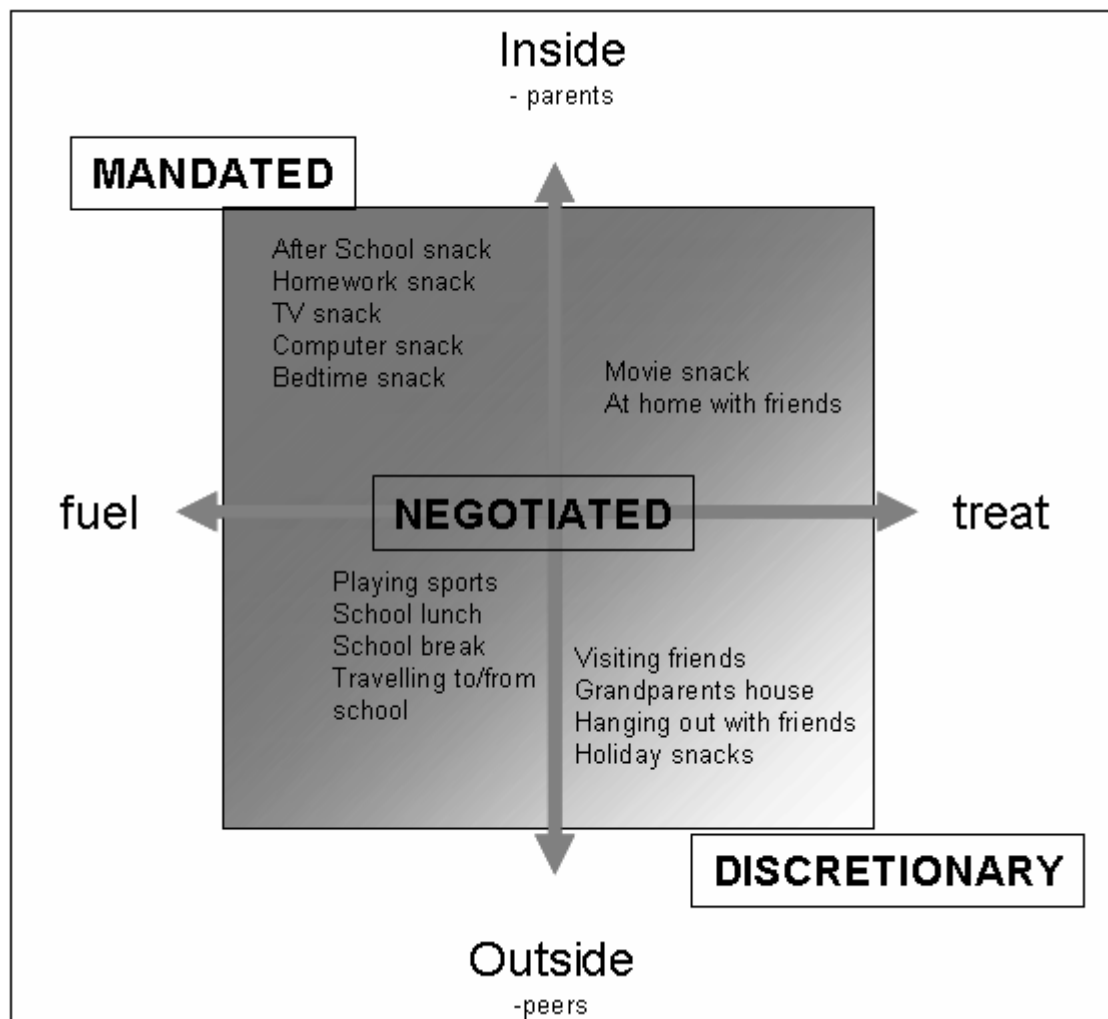 Inside
- parents
MANDATED
After School snack
Homework snack
TV snack
Computer snack
Bedtime snack
Movie snack
At home with friends
fuel
NEGOTIATED
treat
Playing sports
School lunch
School break
Travelling to/from
school
Visiting friends
Grandparents house
Hanging out with friends
Holiday snacks
DISCRETIONARY
Outside
-peers